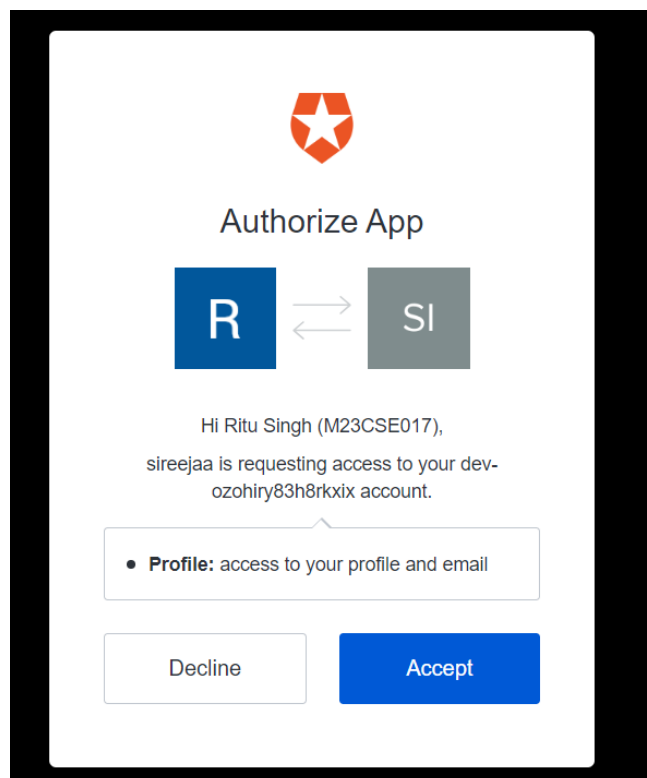 Authorize App
R
SI
Hi Ritu Singh (M23CSE017),
sireejaa is requesting access to your dev-
ozohiry83h8rkxix account.
• Profile: access to your profile and email
Decline
Accept